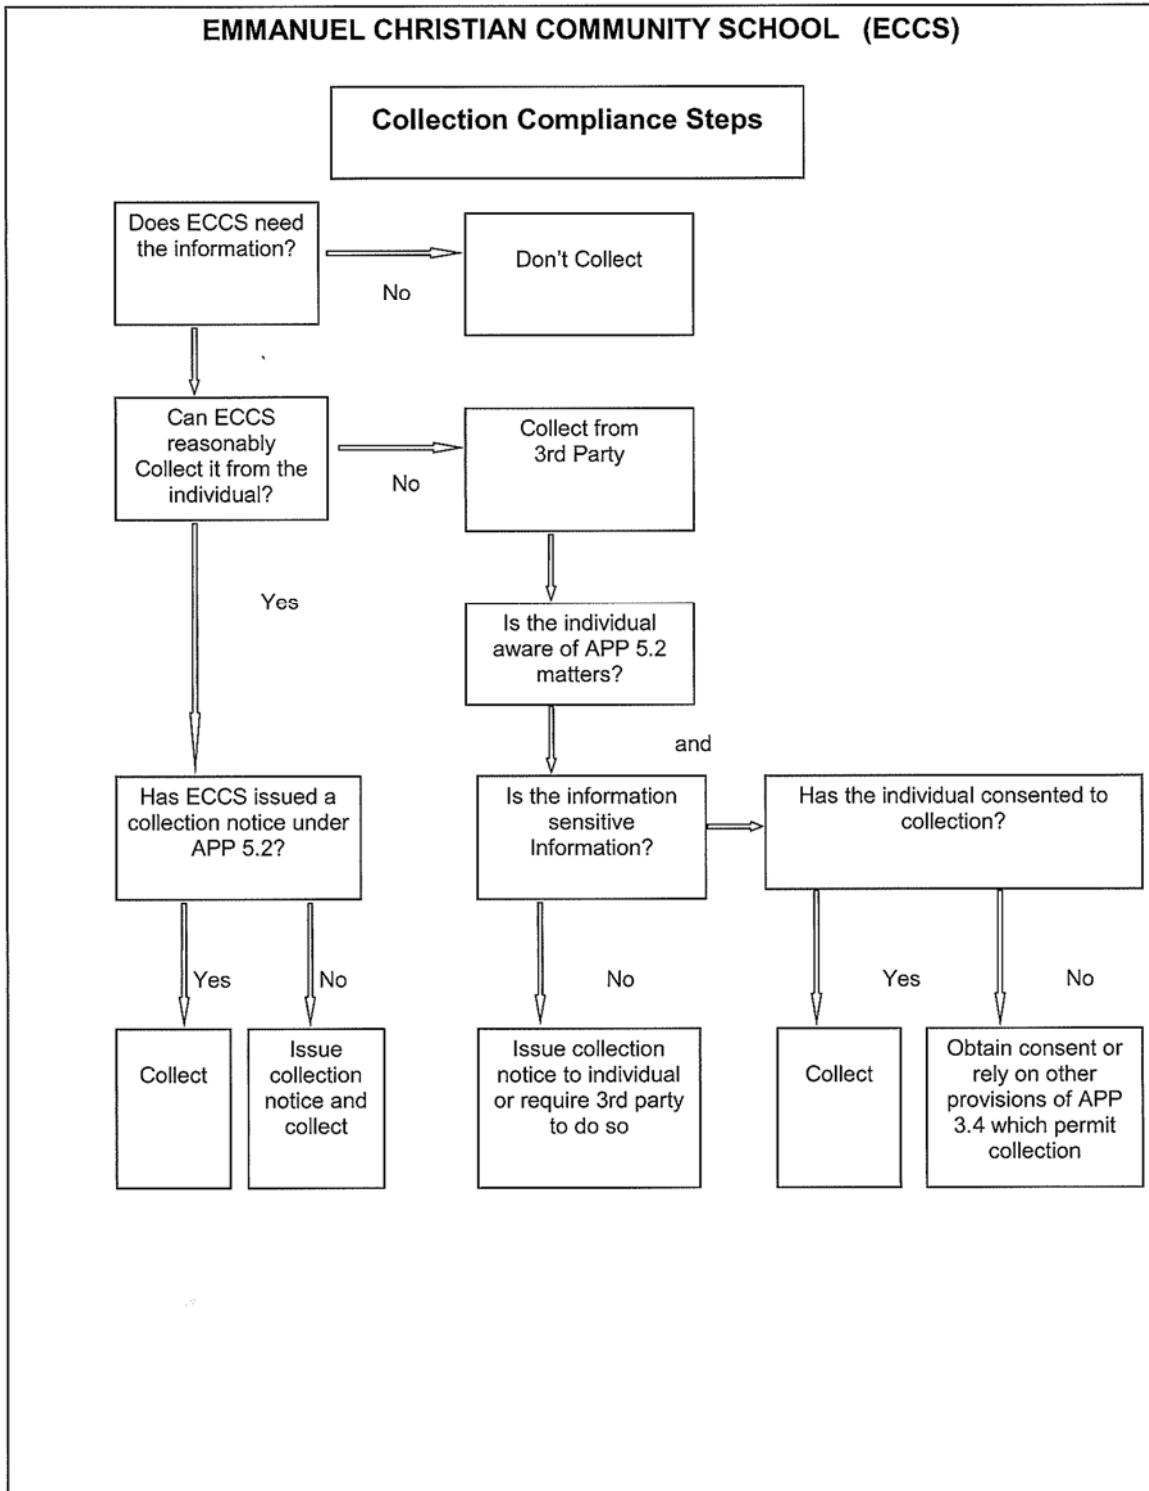 EMMANUEL CHRISTIAN COMMUNITY SCHOOL (ECCS)
Collection Compliance Steps
Does ECCS need
the information?
No
Don't Collect
Can ECCS
reasonably
Collect it from the
individual?
No
Collect from
3rd Party
Yes
Is the individual
aware of APP 5.2
matters?
and
Has ECCS issued a
collection notice under
APP 5.2?
Is the information
sensitive
Information?
Has the individual consented to
collection?
Yes
No
No
Yes
No
Collect
Issue
collection
notice and
collect
Issue collection
notice to individual
or require 3rd party
to do so
Collect
Obtain consent or
rely on other
provisions of APP
3.4 which permit
collection